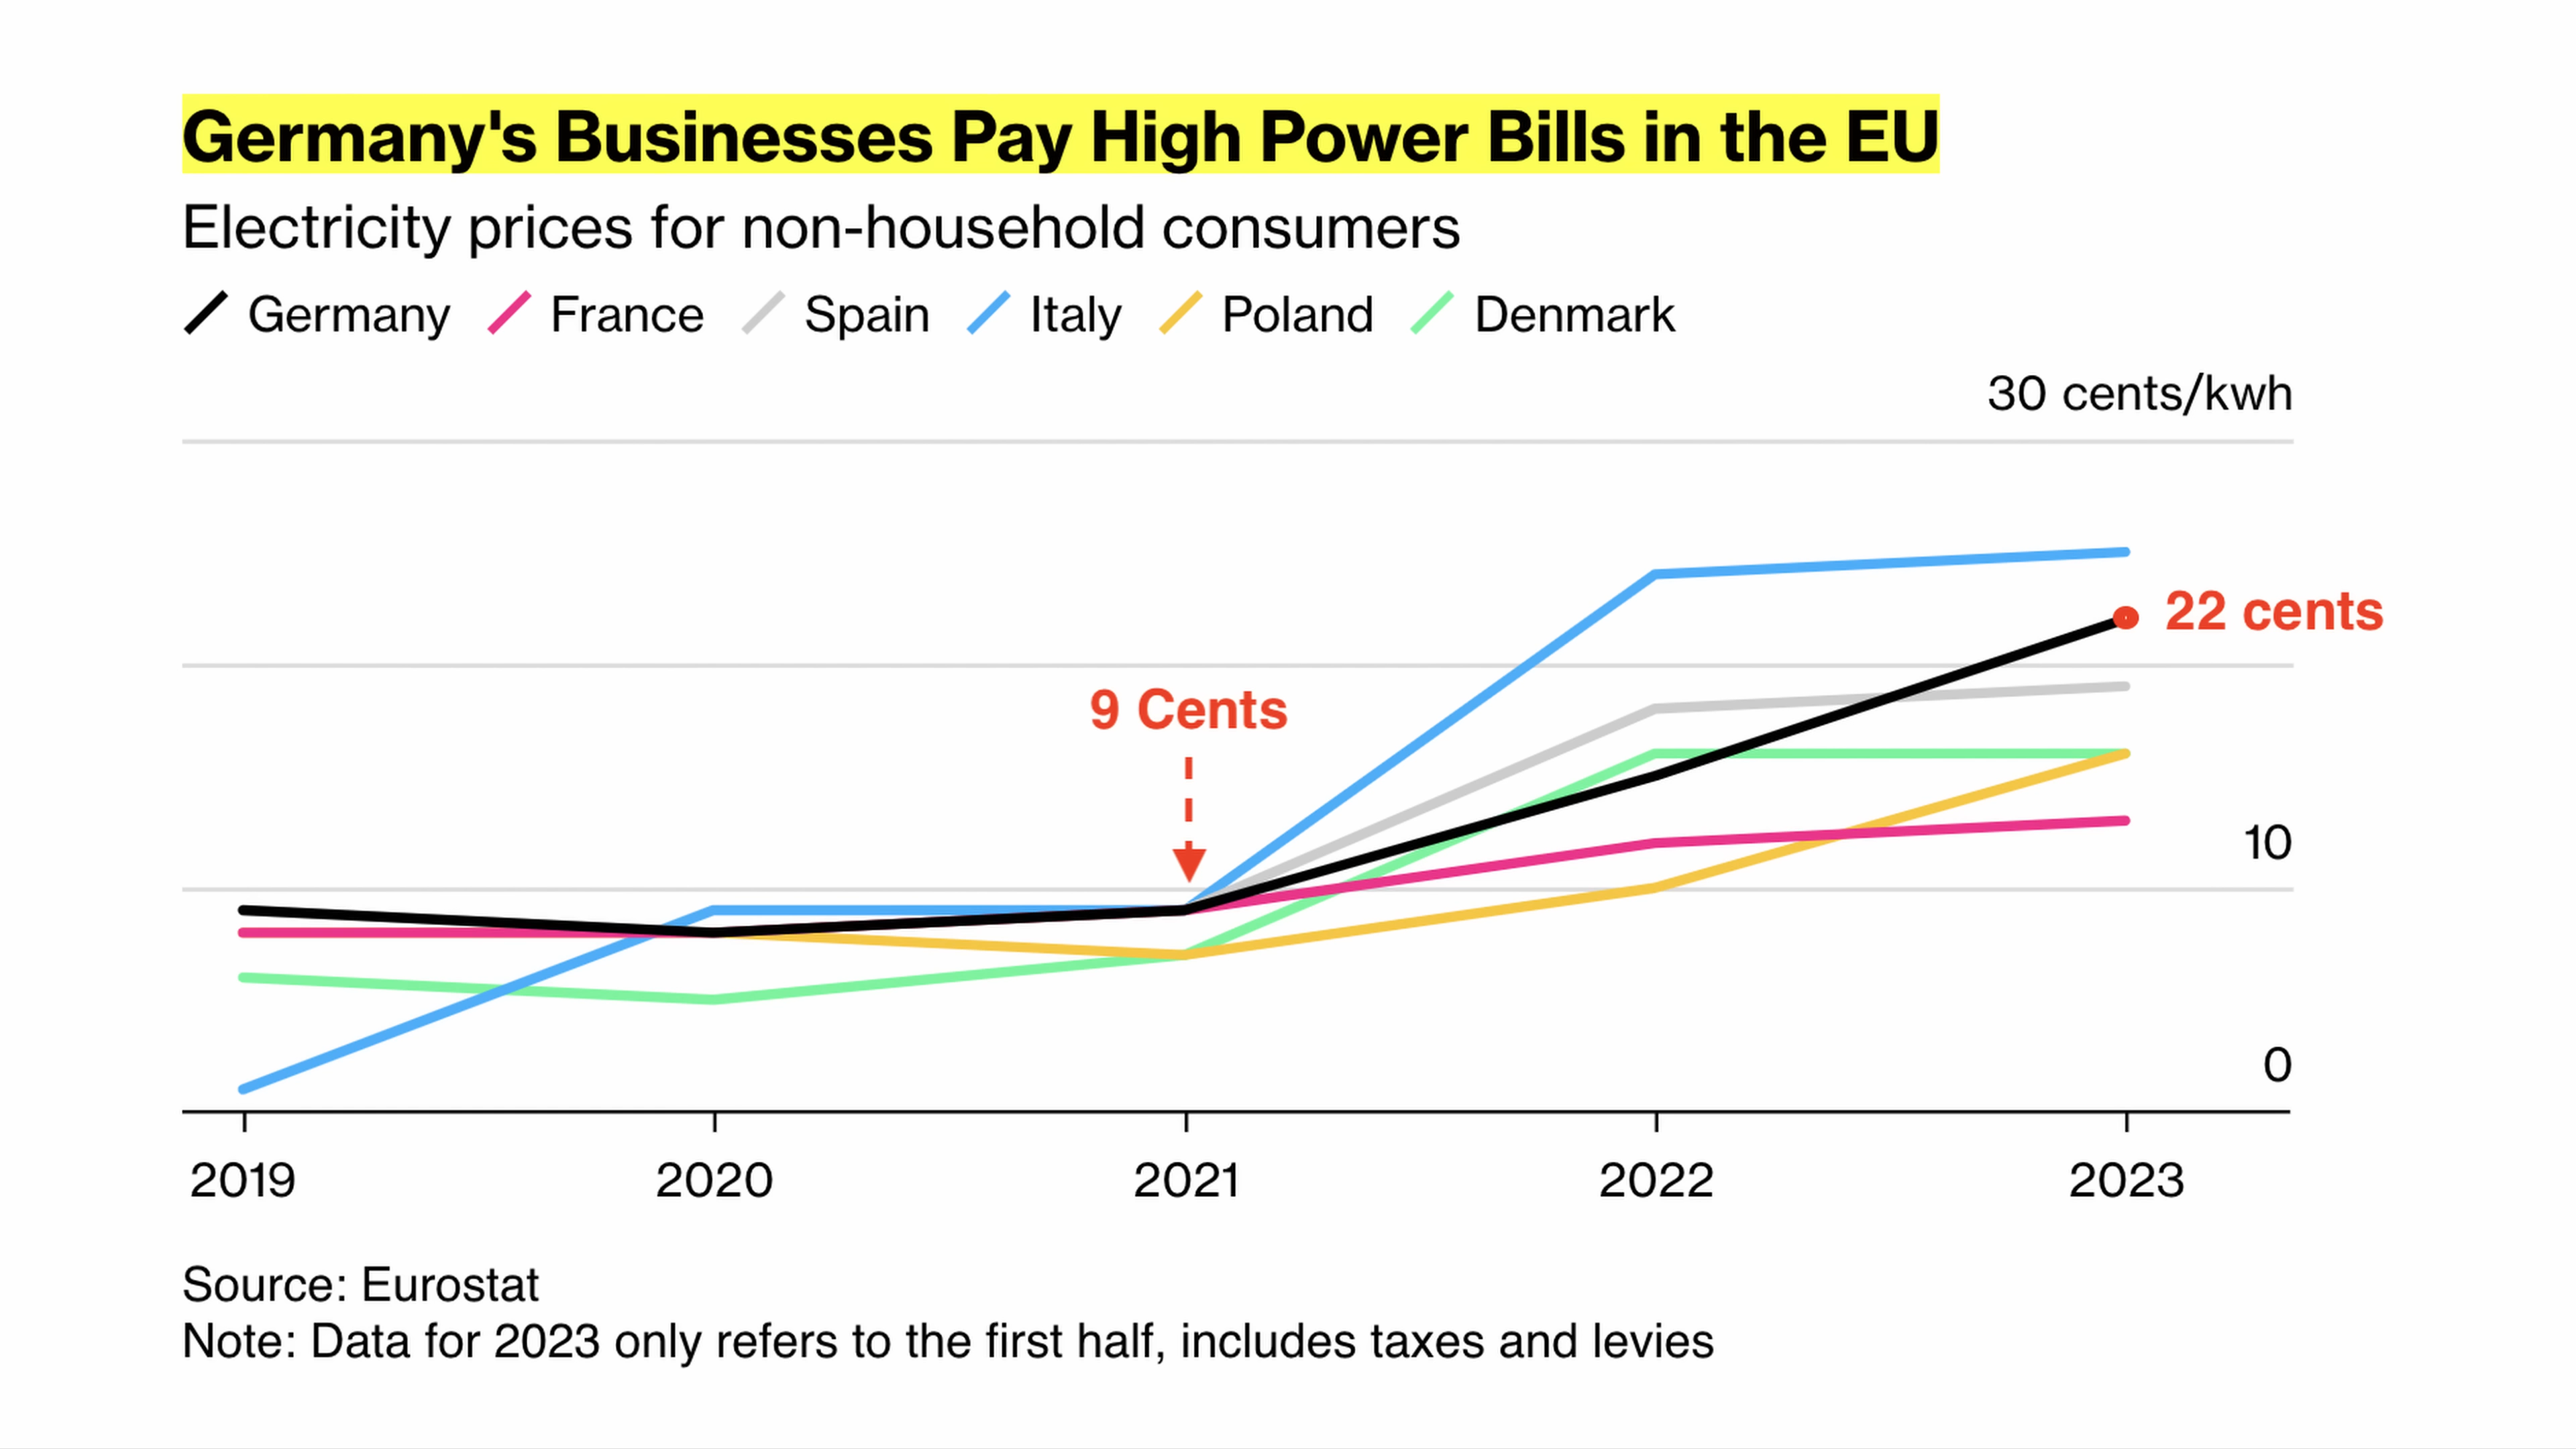 Germany's Businesses Pay High Power Bills in the EU
Electricity prices for non-household consumers
Germany France Spain Italy Poland Denmark
30 cents/kwh
22 cents
9 Cents
10
0
2019 2020 2021 2022 2023
Source: Eurostat
Note: Data for 2023 only refers to the first half, includes taxes and levies